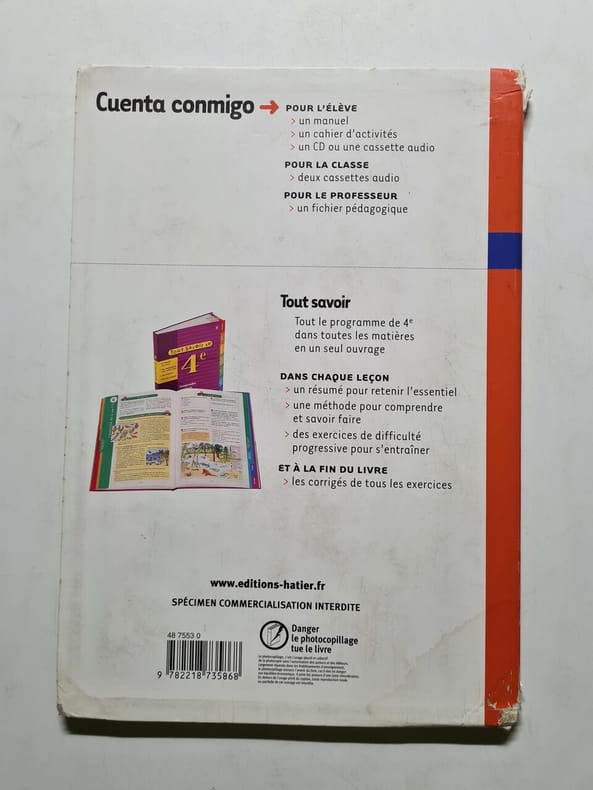 Cuenta conmigo → POUR L'ÉLÈVE
> un manuel
> un cahier d'activités
> un CD ou une cassette audio
POUR LA CLASSE
> deux cassettes audio
POUR LE PROFESSEUR
> un fichier pédagogique
Tout savoir
Tout le programme de 4e
dans toutes les matières
en un seul ouvrage
TOUT SAVOIR EN
4e
DANS CHAQUE LEÇON
> un résumé pour retenir l'essentiel
> une méthode pour comprendre
et savoir faire
> des exercices de difficulté
progressive pour s'entraîner
ET À LA FIN DU LIVRE
> les corrigés de tous les exercices
www.editions-hatier.fr
SPÉCIMEN COMMERCIALISATION INTERDITE
Danger
le photocopillage
tue le livre
48 7553 0
9 782218 735868